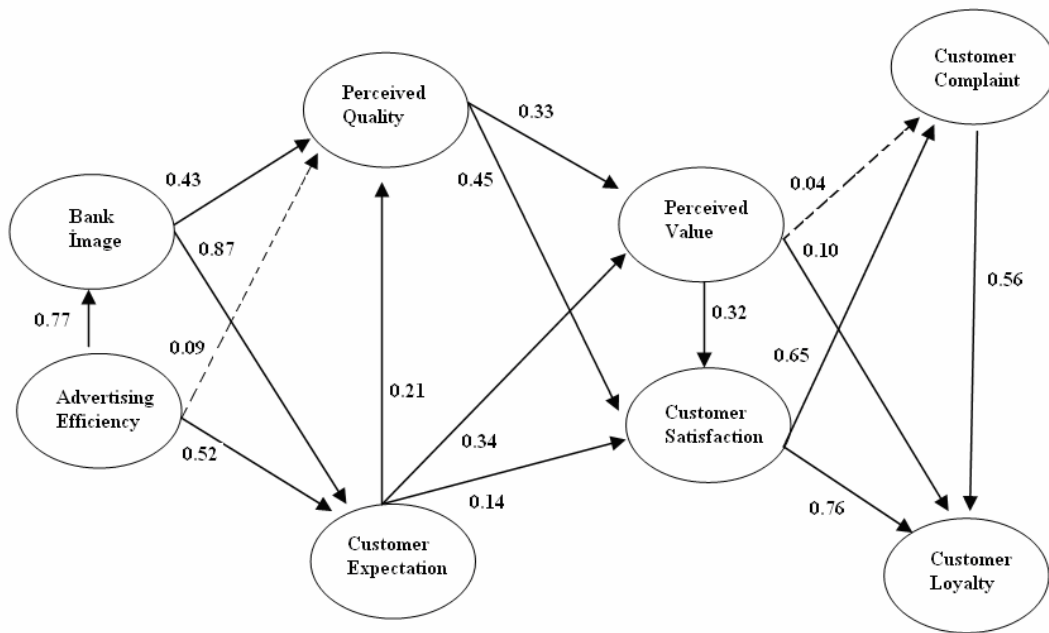 Customer
Complaint
Perceived
Quality
0.33
0.43
0.45
0.04
Bank
İmage
Perceived
Value
0.87
0.10
0.56
0.77
0.32
0.09
0.65
Advertising
Efficiency
0.21
Customer
Satisfaction
0.34
0.52
0.14
0.76
Customer
Expectation
Customer
Loyalty